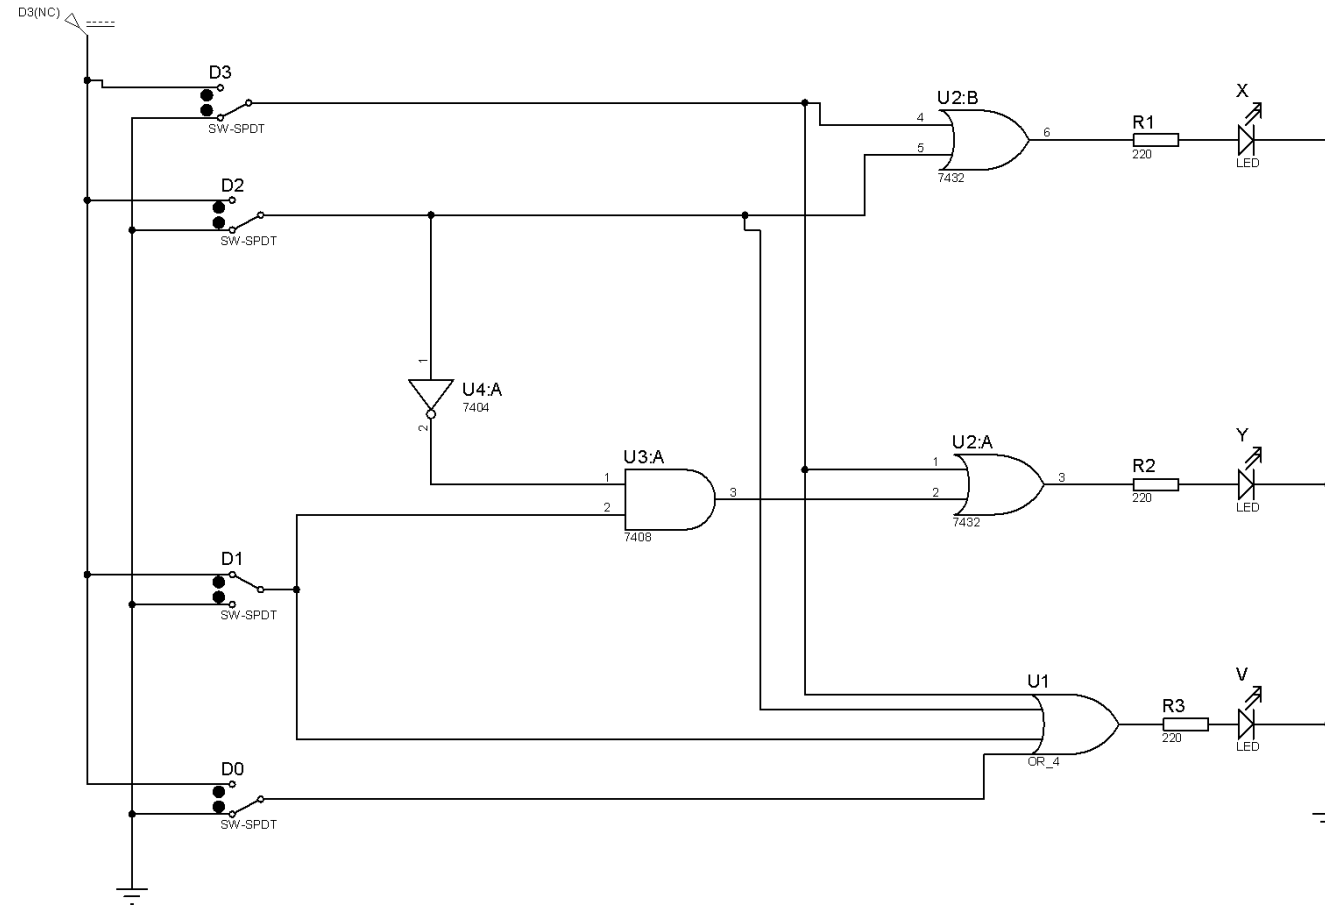 D3(NC)
D3
SW-SPDT
D2
SW-SPDT
U2:B
4
5
6
7432
R1
220
X
LED
1
U4:A
7404
2
U3:A
1
2
3
7408
U2:A
1
2
3
7432
R2
220
Y
LED
D1
SW-SPDT
U1
OR_4
R3
220
V
LED
D0
SW-SPDT